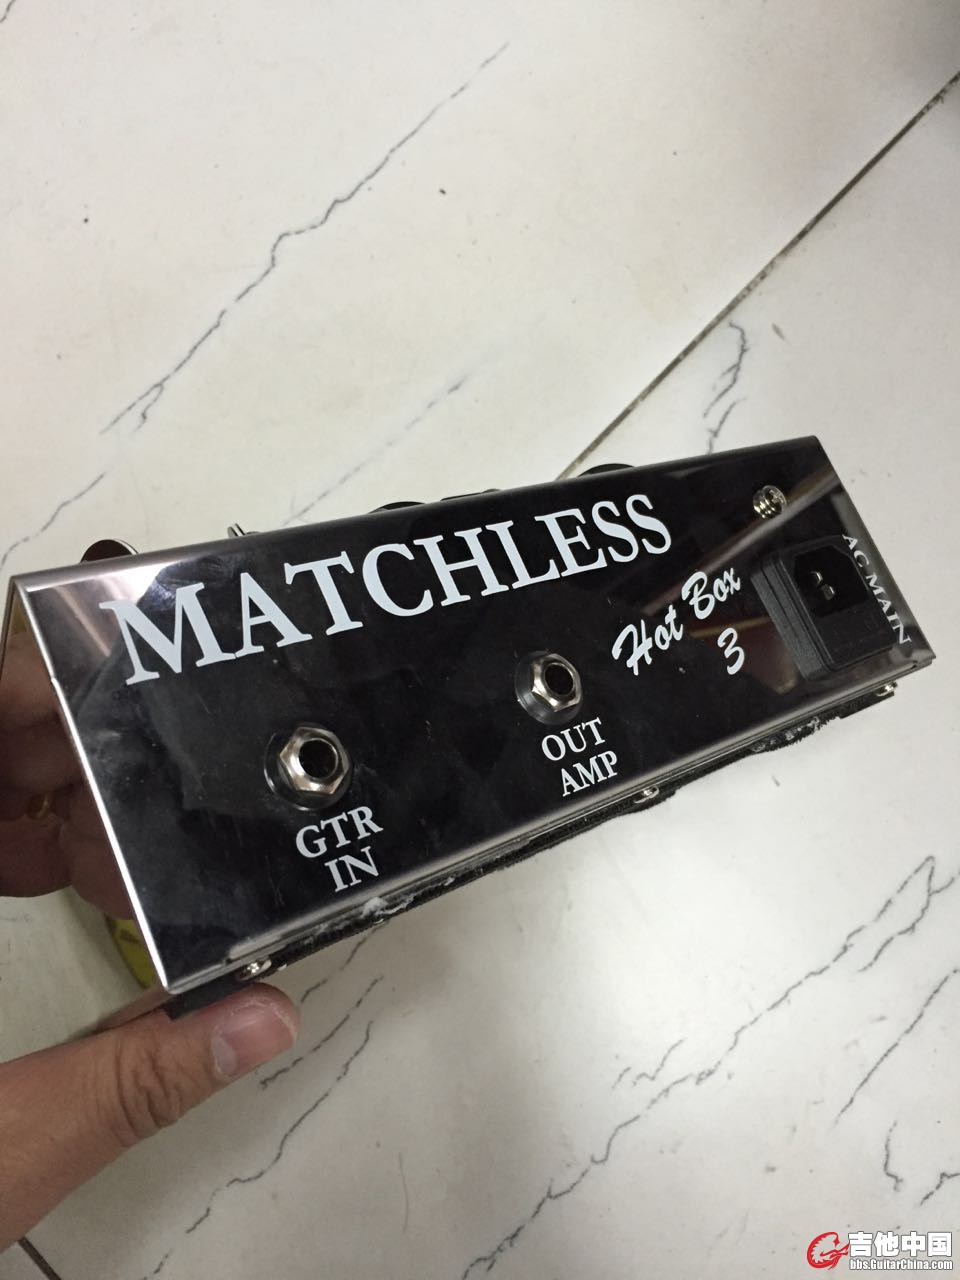 MATCHLESS
Hot Box
3
AC MAIN
OUT
AMP
GTR
IN
吉他中国
bbs.GuitarChina.com